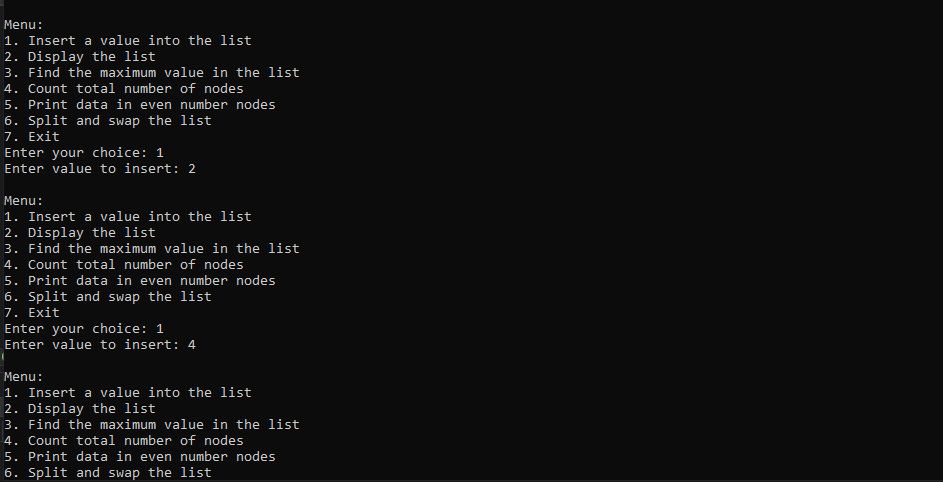 Menu:
1. Insert a value into the list
2. Display the list
3. Find the maximum value in the list
4. Count total number of nodes
5. Print data in even number nodes
6. Split and swap the list
7. Exit
Enter your choice: 1
Enter value to insert: 2
Menu:
1. Insert a value into the list
2. Display the list
3. Find the maximum value in the list
4. Count total number of nodes
5. Print data in even number nodes
6. Split and swap the list
7. Exit
Enter your choice: 1
Enter value to insert: 4
Menu:
1. Insert a value into the list
2. Display the list
3. Find the maximum value in the list
4. Count total number of nodes
5. Print data in even number nodes
6. Split and swap the list